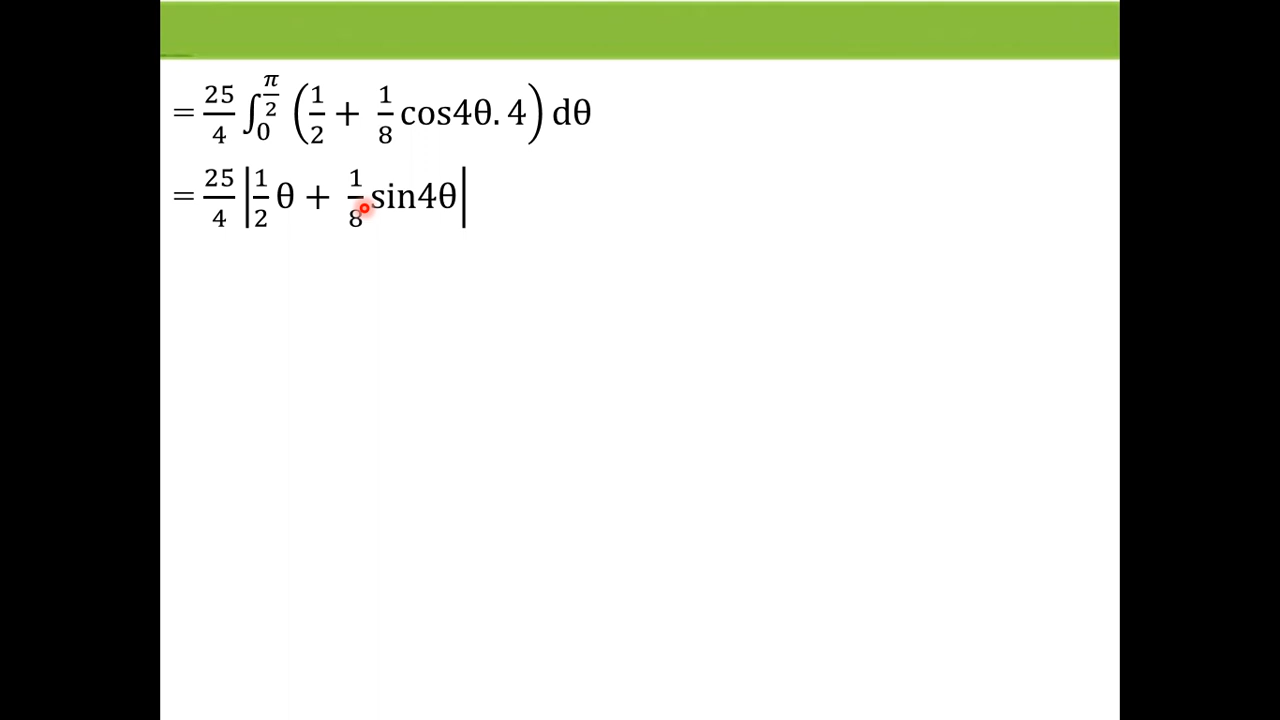 = 25/4 ∫₀^(π/2) (1/2 + 1/8 cos4θ. 4) dθ
= 25/4 |1/2 θ + 1/8 sin4θ|